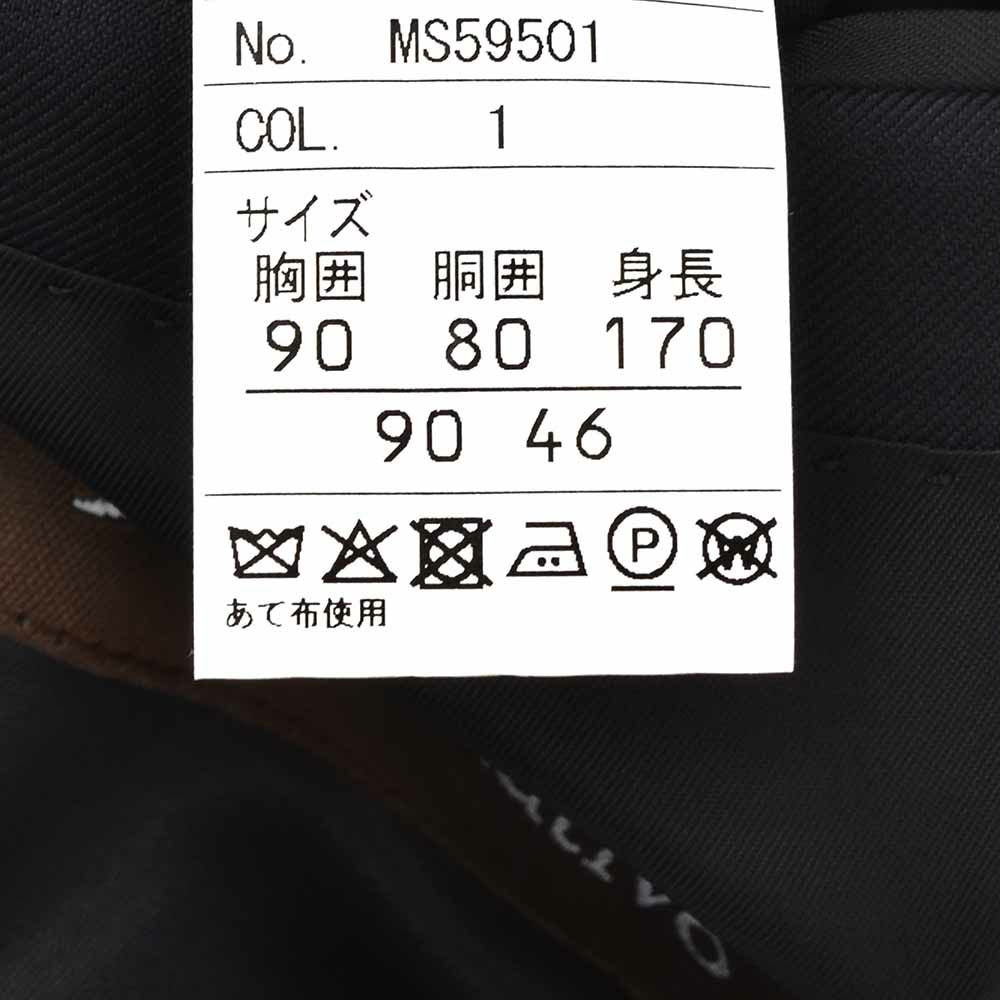 No. MS59501
COL. 1
サイズ
胸囲 胴囲 身長
90 80 170
90 46
P W
あて布使用